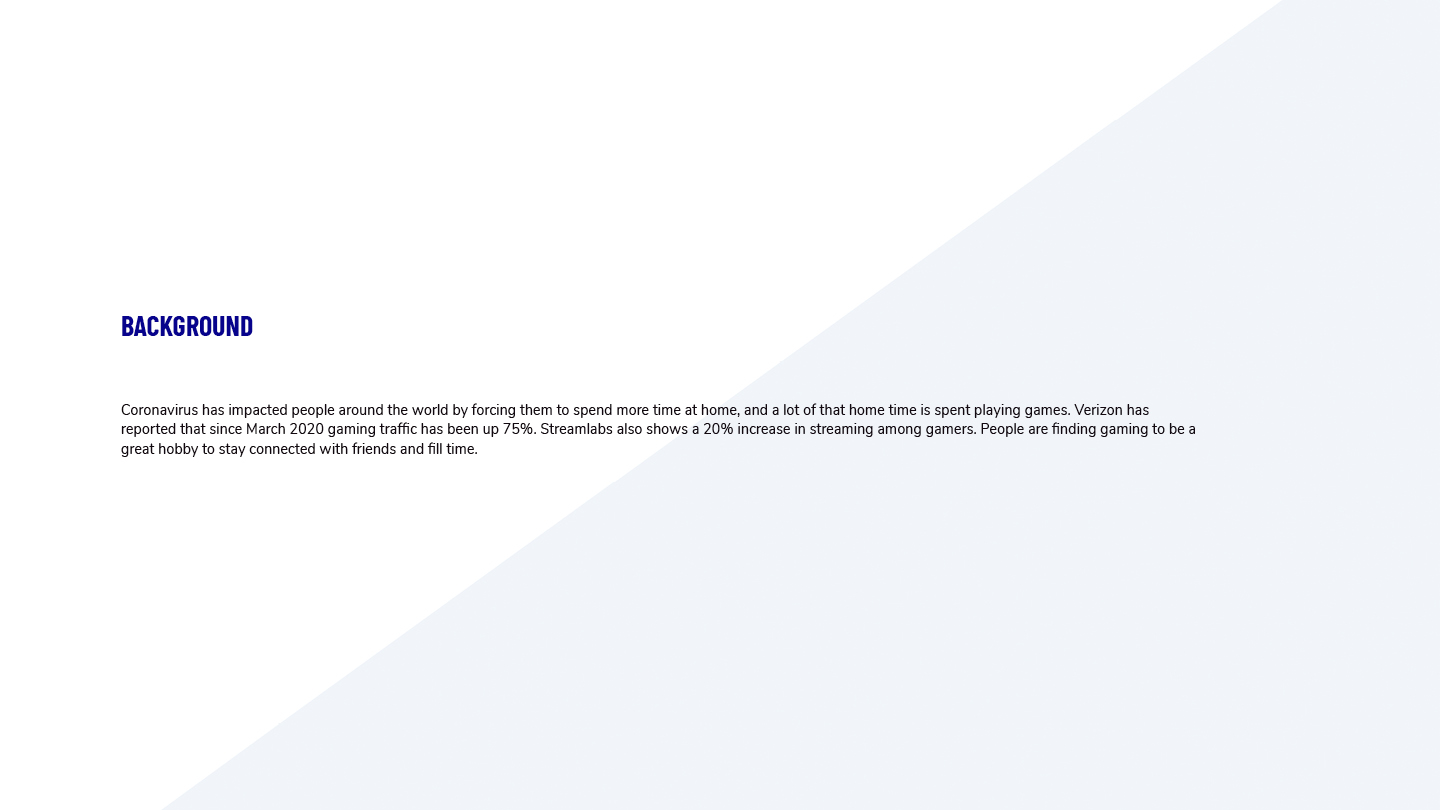 BACKGROUND
Coronavirus has impacted people around the world by forcing them to spend more time at home, and a lot of that home time is spent playing games. Verizon has
reported that since March 2020 gaming traffic has been up 75%. Streamlabs also shows a 20% increase in streaming among gamers. People are finding gaming to be a
great hobby to stay connected with friends and fill time.